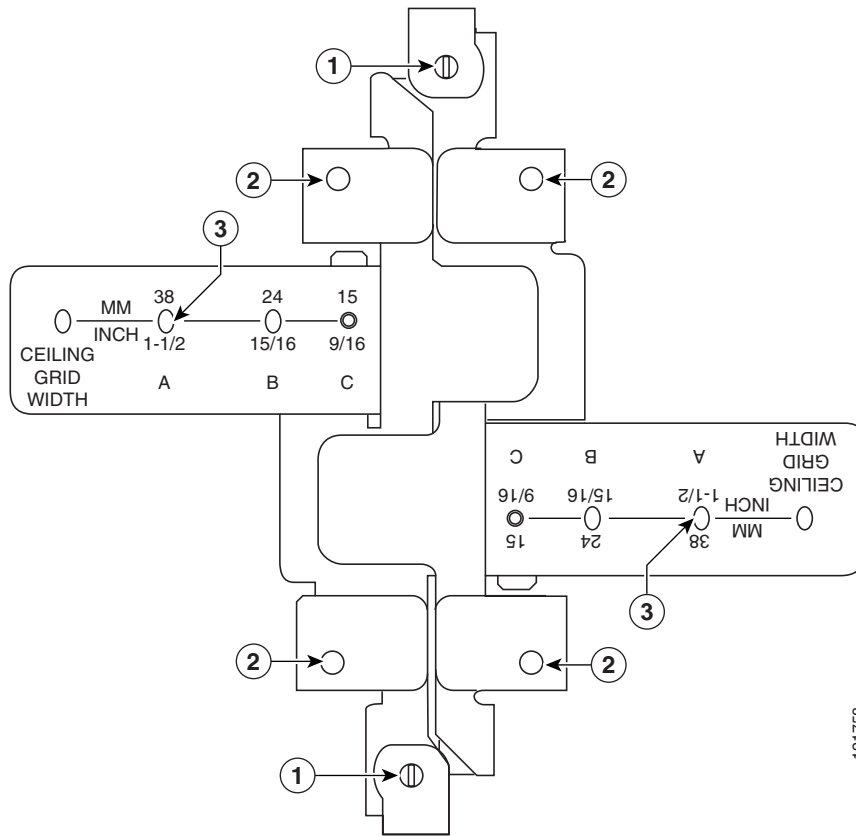 1
2
2
3
38 24 15
MM
INCH
1-1/2 15/16 9/16
CEILING
GRID
WIDTH
A B C
CEILING
GRID
WIDTH
A B C
1-1/2 15/16 9/16
INCH
MM
38 24 15
3
2
2
1